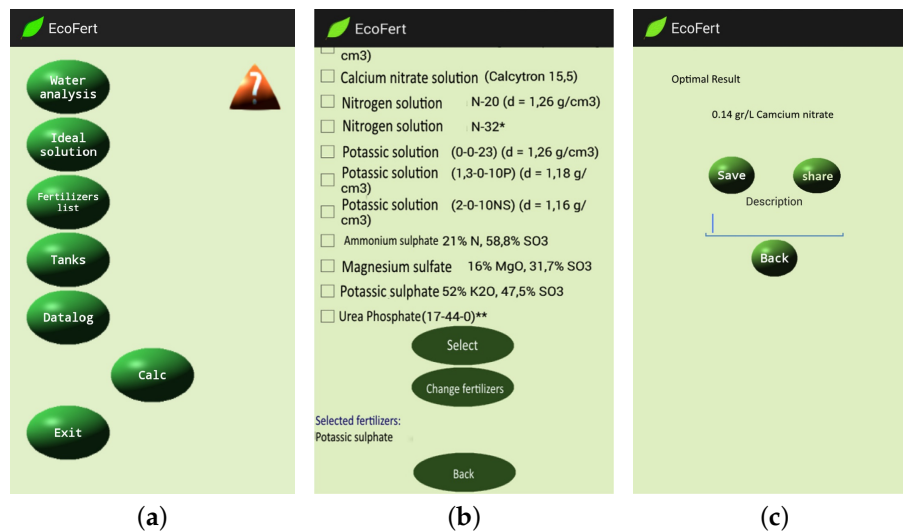 EcoFert
Water
analysis
?
Ideal
solution
Fertilizers
list
Tanks
Datalog
Calc
Exit
(a)
EcoFert
cm3)
Calcium nitrate solution (Calcytron 15,5)
Nitrogen solution N-20 (d = 1,26 g/cm3)
Nitrogen solution N-32*
Potassic solution (0-0-23) (d = 1,26 g/cm3)
Potassic solution (1,3-0-10P) (d = 1,18 g/
cm3)
Potassic solution (2-0-10NS) (d = 1,16 g/
cm3)
Ammonium sulphate 21% N, 58,8% SO3
Magnesium sulfate 16% MgO, 31,7% SO3
Potassic sulphate 52% K2O, 47,5% SO3
Urea Phosphate (17-44-0)**
Select
Change fertilizers
Selected fertilizers:
Potassic sulphate
Back
(b)
EcoFert
Optimal Result
0.14 gr/L Camcium nitrate
Save
share
Description
Back
(c)